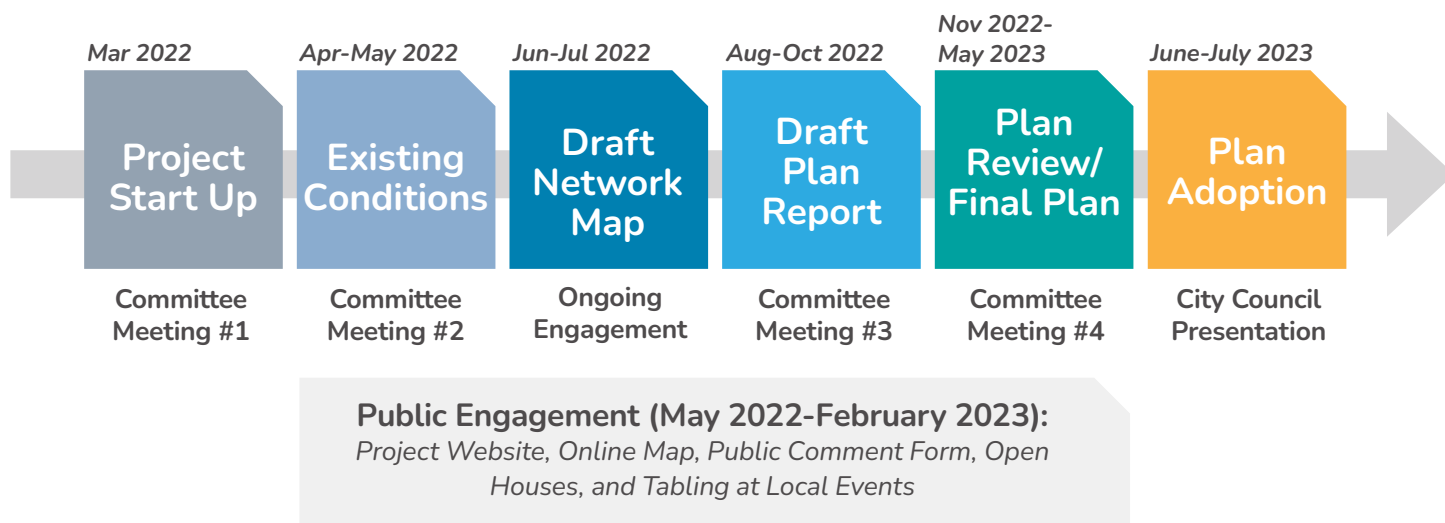 Mar 2022
Apr-May 2022
Jun-Jul 2022
Aug-Oct 2022
Nov 2022-
May 2023
June-July 2023
Project
Start Up
Existing
Conditions
Draft
Network
Map
Draft
Plan
Report
Plan
Review/
Final Plan
Plan
Adoption
Committee
Meeting #1
Committee
Meeting #2
Ongoing
Engagement
Committee
Meeting #3
Committee
Meeting #4
City Council
Presentation
Public Engagement (May 2022-February 2023):
Project Website, Online Map, Public Comment Form, Open
Houses, and Tabling at Local Events